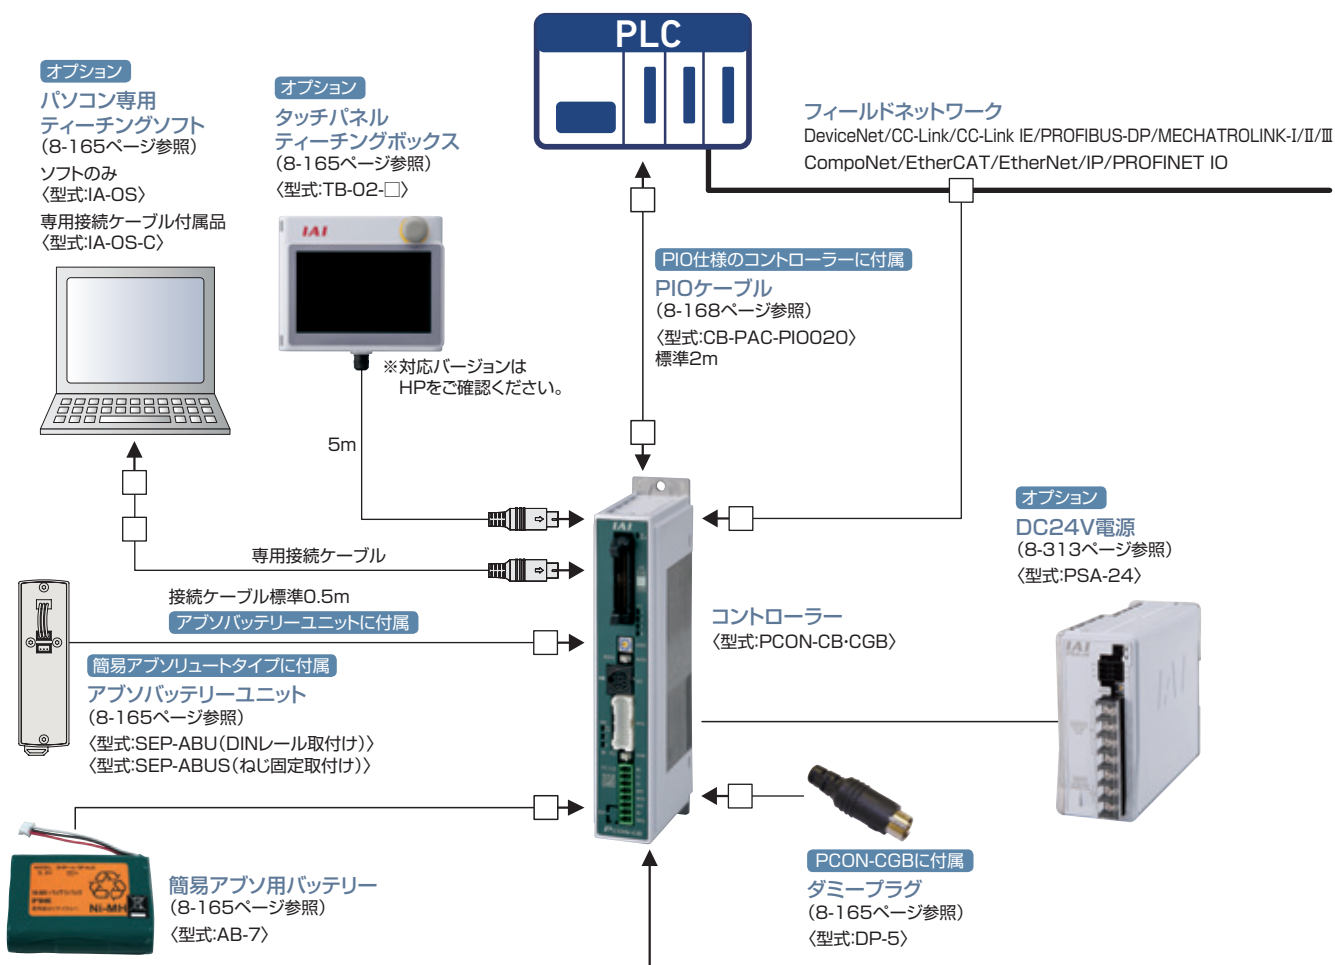 PLC
オプション
パソコン専用
ティーチングソフト
(8-165ページ参照)
ソフトのみ
〈型式:IA-OS〉
専用接続ケーブル付属品
〈型式:IA-OS-C〉
オプション
タッチパネル
ティーチングボックス
(8-165ページ参照)
〈型式:TB-02-□〉
IAI
※対応バージョンは
HPをご確認ください。
5m
フィールドネットワーク
DeviceNet/CC-Link/CC-Link IE/PROFIBUS-DP/MECHATROLINK-I/Ⅱ/Ⅲ
CompoNet/EtherCAT/EtherNet/IP/PROFINET IO
PIO仕様のコントローラーに付属
PIOケーブル
(8-168ページ参照)
〈型式:CB-PAC-PIO020〉
標準2m
専用接続ケーブル
接続ケーブル標準0.5m
アブソバッテリーユニットに付属
簡易アブソリュートタイプに付属
アブソバッテリーユニット
(8-165ページ参照)
〈型式:SEP-ABU(DINレール取付け)〉
〈型式:SEP-ABUS(ねじ固定取付け)〉
IAI
PCON-CB
コントローラー
〈型式:PCON-CB・CGB〉
オプション
DC24V電源
(8-313ページ参照)
〈型式:PSA-24〉
IAI
Ni-MH
簡易アブソ用バッテリー
(8-165ページ参照)
〈型式:AB-7〉
PCON-CGBに付属
ダミープラグ
(8-165ページ参照)
〈型式:DP-5〉